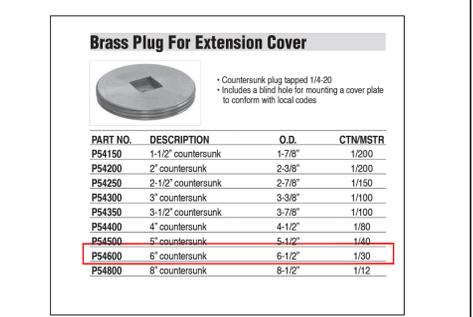 Brass Plug For Extension Cover
• Countersunk plug tapped 1/4-20
• Includes a blind hole for mounting a cover plate
to conform with local codes
PART NO. DESCRIPTION O.D. CTN/MSTR
P54150 1-1/2" countersunk 1-7/8" 1/200
P54200 2" countersunk 2-3/8" 1/200
P54250 2-1/2" countersunk 2-7/8" 1/150
P54300 3" countersunk 3-3/8" 1/100
P54350 3-1/2" countersunk 3-7/8" 1/100
P54400 4" countersunk 4-1/2" 1/80
P54500 5" countersunk 5-1/2" 1/40
P54600 6" countersunk 6-1/2" 1/30
P54800 8" countersunk 8-1/2" 1/12